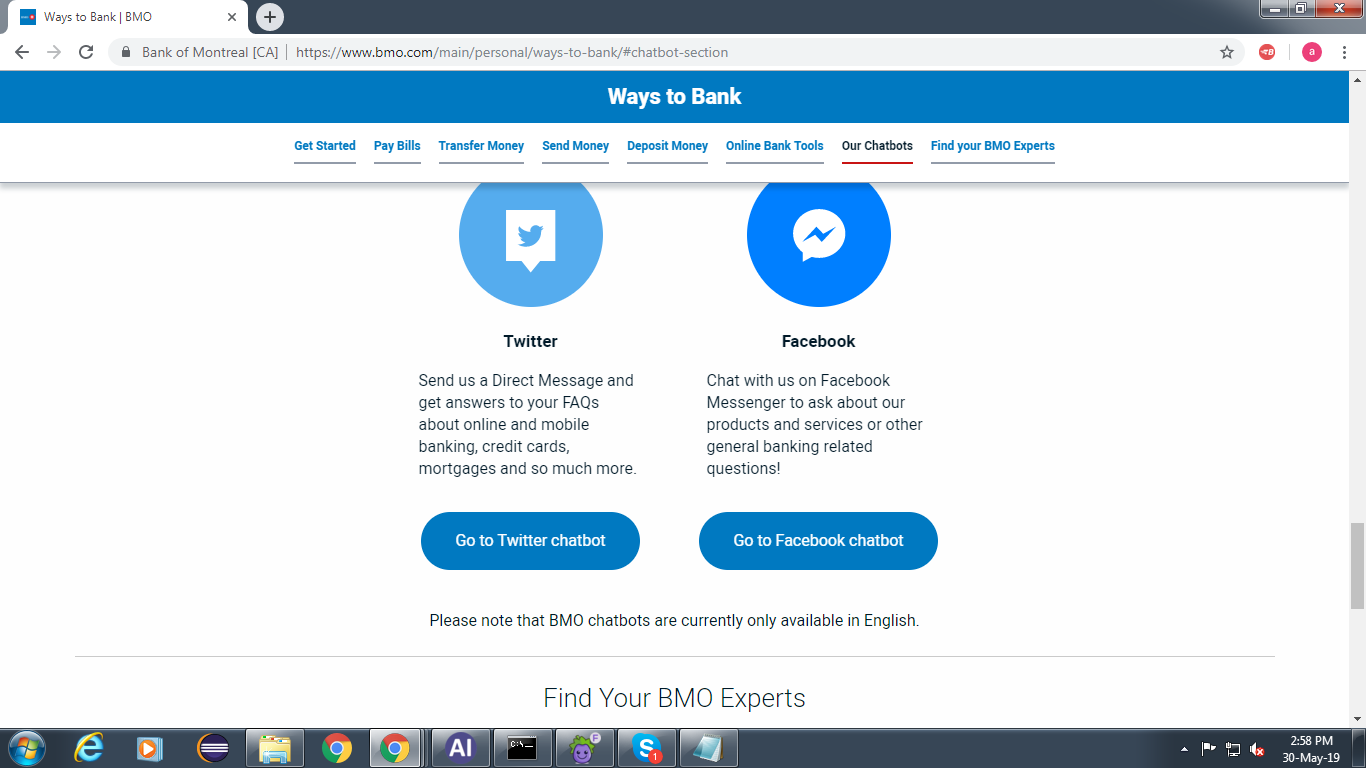 Ways to Bank | BMO
Bank of Montreal [CA] https://www.bmo.com/main/personal/ways-to-bank/#chatbot-section
a
Ways to Bank
Get Started Pay Bills Transfer Money Send Money Deposit Money Online Bank Tools Our Chatbots Find your BMO Experts
Twitter
Send us a Direct Message and
get answers to your FAQs
about online and mobile
banking, credit cards,
mortgages and so much more.
Go to Twitter chatbot
Facebook
Chat with us on Facebook
Messenger to ask about our
products and services or other
general banking related
questions!
Go to Facebook chatbot
Please note that BMO chatbots are currently only available in English.
Find Your BMO Experts
AI
C:\
F
S
1
2:58 PM
30-May-19